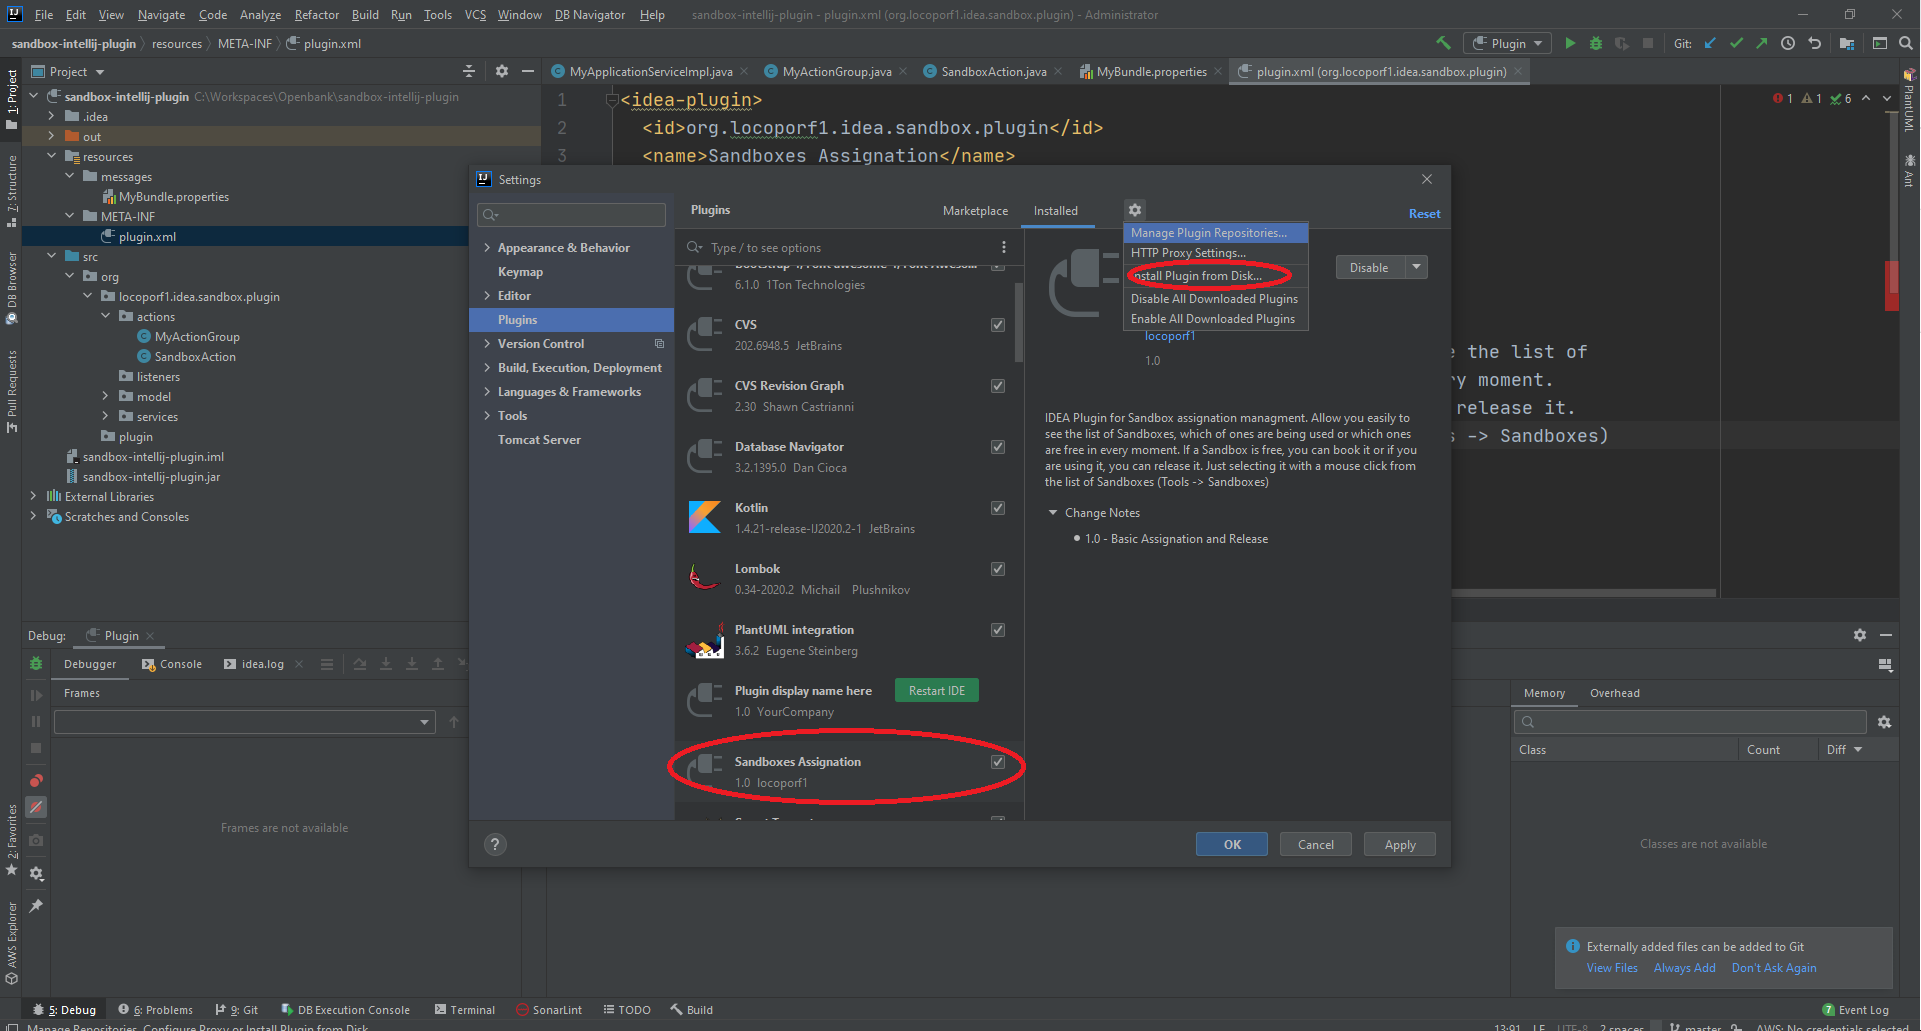 File Edit View Navigate Code Analyze Refactor Build Run Tools VCS Window DB Navigator Help sandbox-intellij-plugin - plugin.xml (org.locoporf1.idea.sandbox.plugin) - Administrator
sandbox-intellij-plugin resources META-INF plugin.xml Plugin Git:
1: Project
7: Structure
DB Browser
Pull Requests
2: Favorites
AWS Explorer
Project
sandbox-intellij-plugin C:\Workspaces\Openbank\sandbox-intellij-plugin
.idea
out
resources
messages
MyBundle.properties
META-INF
plugin.xml
src
org
locoporf1.idea.sandbox.plugin
actions
MyActionGroup
SandboxAction
listeners
model
services
plugin
sandbox-intellij-plugin.iml
sandbox-intellij-plugin.jar
External Libraries
Scratches and Consoles
MyApplicationServiceImpl.java MyActionGroup.java SandboxAction.java MyBundle.properties plugin.xml (org.locoporf1.idea.sandbox.plugin)
1 <idea-plugin>
2 <id>org.locoporf1.idea.sandbox.plugin</id>
3 <name>Sandboxes Assignation</name>
1 1 6
the list of
moment.
release it.
-> Sandboxes)
PlantUML
Ant
Settings
Appearance & Behavior
Keymap
Editor
Plugins
Version Control
Build, Execution, Deployment
Languages & Frameworks
Tools
Tomcat Server
Plugins Marketplace Installed Reset
Type / to see options
6.1.0 1Ton Technologies
CVS
202.6948.5 JetBrains
CVS Revision Graph
2.30 Shawn Castrianni
Database Navigator
3.2.1395.0 Dan Cioca
Kotlin
1.4.21-release-IJ2020.2-1 JetBrains
Lombok
0.34-2020.2 Michail Plushnikov
PlantUML integration
3.6.2 Eugene Steinberg
Plugin display name here Restart IDE
1.0 YourCompany
Sandboxes Assignation
1.0 locoporf1
Manage Plugin Repositories...
HTTP Proxy Settings...
Install Plugin from Disk...
Disable All Downloaded Plugins
Enable All Downloaded Plugins
Disable
locoporf1
1.0
IDEA Plugin for Sandbox assignation managment. Allow you easily to
see the list of Sandboxes, which of ones are being used or which ones
are free in every moment. If a Sandbox is free, you can book it or if you
are using it, you can release it. Just selecting it with a mouse click from
the list of Sandboxes (Tools -> Sandboxes)
Change Notes
1.0 - Basic Assignation and Release
? OK Cancel Apply
Debug: Plugin
Debugger Console idea.log
Frames
Frames are not available
Memory Overhead
Class Count Diff
Classes are not available
Externally added files can be added to Git
View Files Always Add Don't Ask Again
5: Debug 6: Problems 9: Git DB Execution Console Terminal SonarLint TODO Build 7 Event Log
Manage Repositories, Configure Proxy or Install Plugin from Disk 13:91 LF UTF-8 2 spaces master AWS: No credentials selected